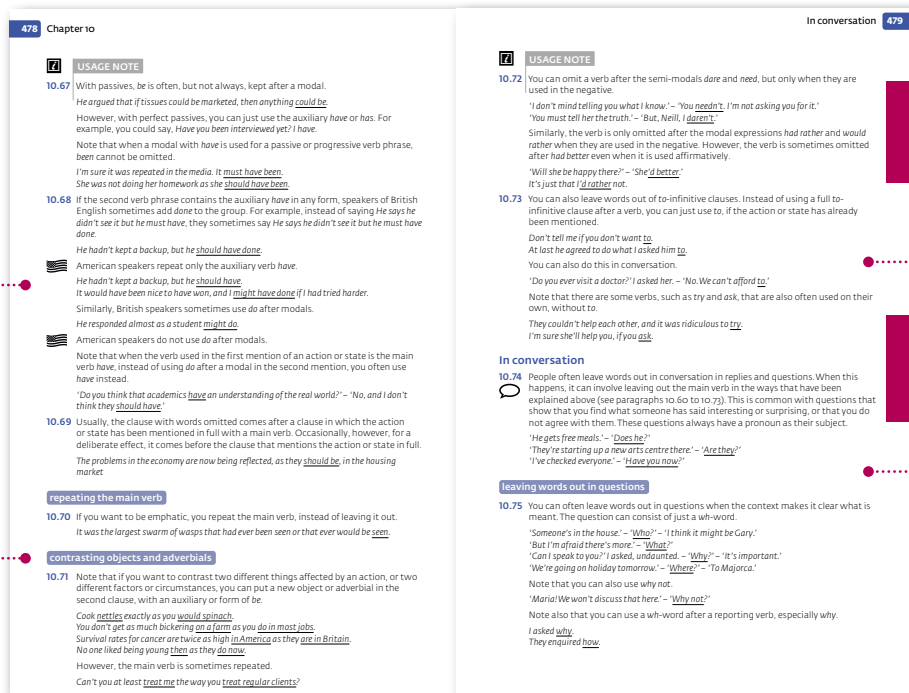 478 Chapter 10
USAGE NOTE
10.67 With passives, be is often, but not always, kept after a modal.
He argued that if tissues could be marketed, then anything could be.
However, with perfect passives, you can just use the auxiliary have or has. For
example, you could say, Have you been interviewed yet? I have.
Note that when a modal with have is used for a passive or progressive verb phrase,
been cannot be omitted.
I'm sure it was repeated in the media. It must have been.
She was not doing her homework as she should have been.
10.68 If the second verb phrase contains the auxiliary have in any form, speakers of British
English sometimes add done to the group. For example, instead of saying He says he
didn't see it but he must have, they sometimes say He says he didn't see it but he must have
done.
He hadn't kept a backup, but he should have done.
American speakers repeat only the auxiliary verb have.
He hadn't kept a backup, but he should have.
It would have been nice to have won, and I might have done if I had tried harder.
Similarly, British speakers sometimes use do after modals.
He responded almost as a student might do.
American speakers do not use do after modals.
Note that when the verb used in the first mention of an action or state is the main
verb have, instead of using do after a modal in the second mention, you often use
have instead.
'Do you think that academics have an understanding of the real world?' – 'No, and I don't
think they should have.'
10.69 Usually, the clause with words omitted comes after a clause in which the action
or state has been mentioned in full with a main verb. Occasionally, however, for a
deliberate effect, it comes before the clause that mentions the action or state in full.
The problems in the economy are now being reflected, as they should be, in the housing
market
repeating the main verb
10.70 If you want to be emphatic, you repeat the main verb, instead of leaving it out.
It was the largest swarm of wasps that had ever been seen or that ever would be seen.
contrasting objects and adverbials
10.71 Note that if you want to contrast two different things affected by an action, or two
different factors or circumstances, you can put a new object or adverbial in the
second clause, with an auxiliary or form of be.
Cook nettles exactly as you would spinach.
You don't get as much bickering on a farm as you do in most jobs.
Survival rates for cancer are twice as high in America as they are in Britain.
No one liked being young then as they do now.
However, the main verb is sometimes repeated.
Can't you at least treat me the way you treat regular clients?
In conversation 479
USAGE NOTE
10.72 You can omit a verb after the semi-modals dare and need, but only when they are
used in the negative.
'I don't mind telling you what I know.' – 'You needn't. I'm not asking you for it.'
'You must tell her the truth.' – 'But, Neill, I daren't.'
Similarly, the verb is only omitted after the modal expressions had rather and would
rather when they are used in the negative. However, the verb is sometimes omitted
after had better even when it is used affirmatively.
'Will she be happy there?' – 'She'd better.'
It's just that I'd rather not.
10.73 You can also leave words out of to-infinitive clauses. Instead of using a full to-
infinitive clause after a verb, you can just use to, if the action or state has already
been mentioned.
Don't tell me if you don't want to.
At last he agreed to do what I asked him to.
You can also do this in conversation.
'Do you ever visit a doctor?' I asked her. – 'No. We can't afford to.'
Note that there are some verbs, such as try and ask, that are also often used on their
own, without to.
They couldn't help each other, and it was ridiculous to try.
I'm sure she'll help you, if you ask.
In conversation
10.74 People often leave words out in conversation in replies and questions. When this
happens, it can involve leaving out the main verb in the ways that have been
explained above (see paragraphs 10.60 to 10.73). This is common with questions that
show that you find what someone has said interesting or surprising, or that you do
not agree with them. These questions always have a pronoun as their subject.
'He gets free meals.' – 'Does he?'
'They're starting up a new arts centre there.' – 'Are they?'
'I've checked everyone.' – 'Have you now?'
leaving words out in questions
10.75 You can often leave words out in questions when the context makes it clear what is
meant. The question can consist of just a wh-word.
'Someone's in the house.' – 'Who?' – 'I think it might be Gary.'
'But I'm afraid there's more.' – 'What?'
'Can I speak to you?' I asked, undaunted. – 'Why?' – 'It's important.'
'We're going on holiday tomorrow.' – 'Where?' – 'To Majorca.'
Note that you can also use why not.
'Maria! We won't discuss that here.' – 'Why not?'
Note also that you can use a wh-word after a reporting verb, especially why.
I asked why.
They enquired how.